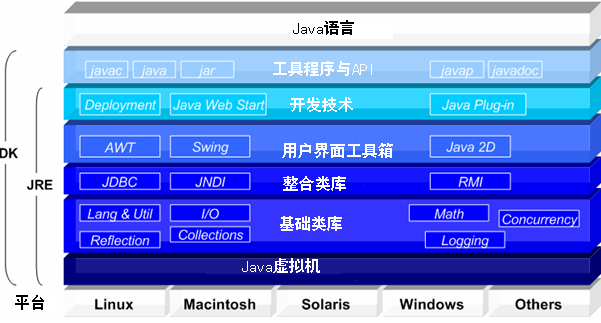 Java语言
javac java jar 工具程序与API javap javadoc
Deployment Java Web Start 开发技术 Java Plug-in
DK
AWT Swing 用户界面工具箱 Java 2D
JRE
JDBC JNDI 整合类库 RMI
Lang & Util I/O 基础类库 Math Concurrency
Reflection Collections Logging
Java虚拟机
平台 Linux Macintosh Solaris Windows Others